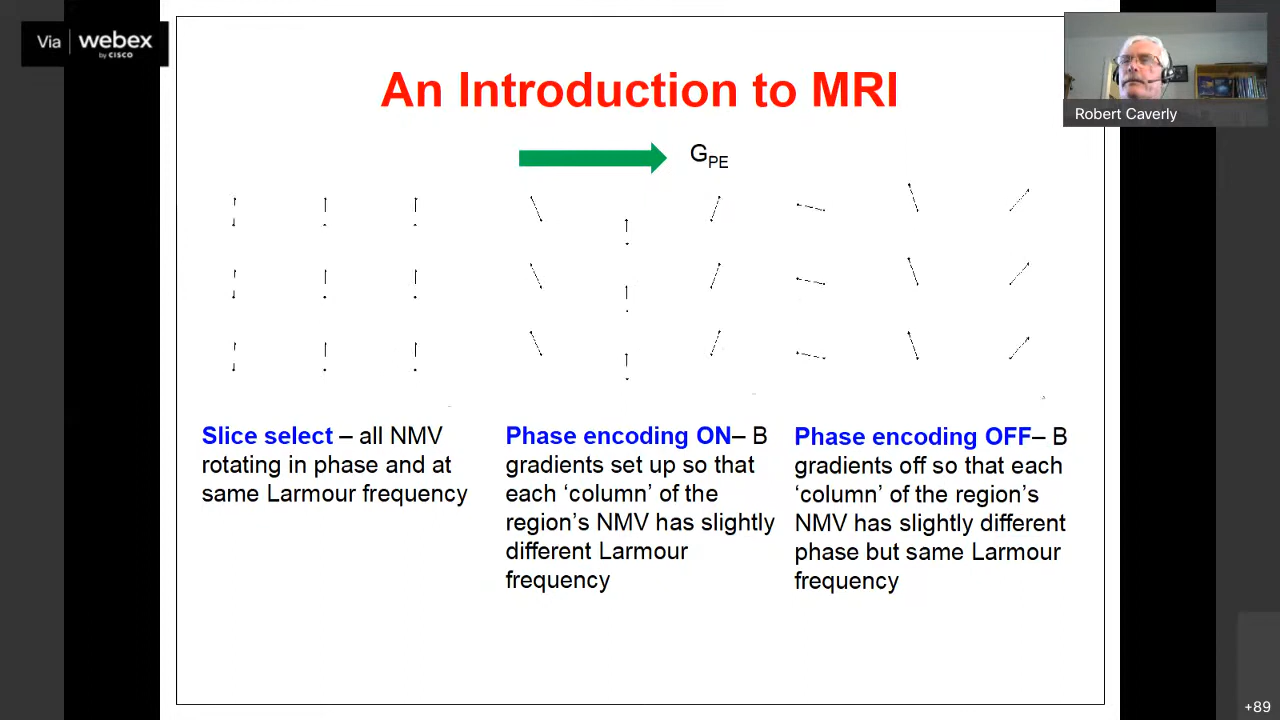 Via webex
by CISCO
An Introduction to MRI
Robert Caverly
GPE
Slice select – all NMV
rotating in phase and at
same Larmour frequency
Phase encoding ON– B
gradients set up so that
each ‘column’ of the
region’s NMV has slightly
different Larmour
frequency
Phase encoding OFF– B
gradients off so that each
‘column’ of the region’s
NMV has slightly different
phase but same Larmour
frequency
+89